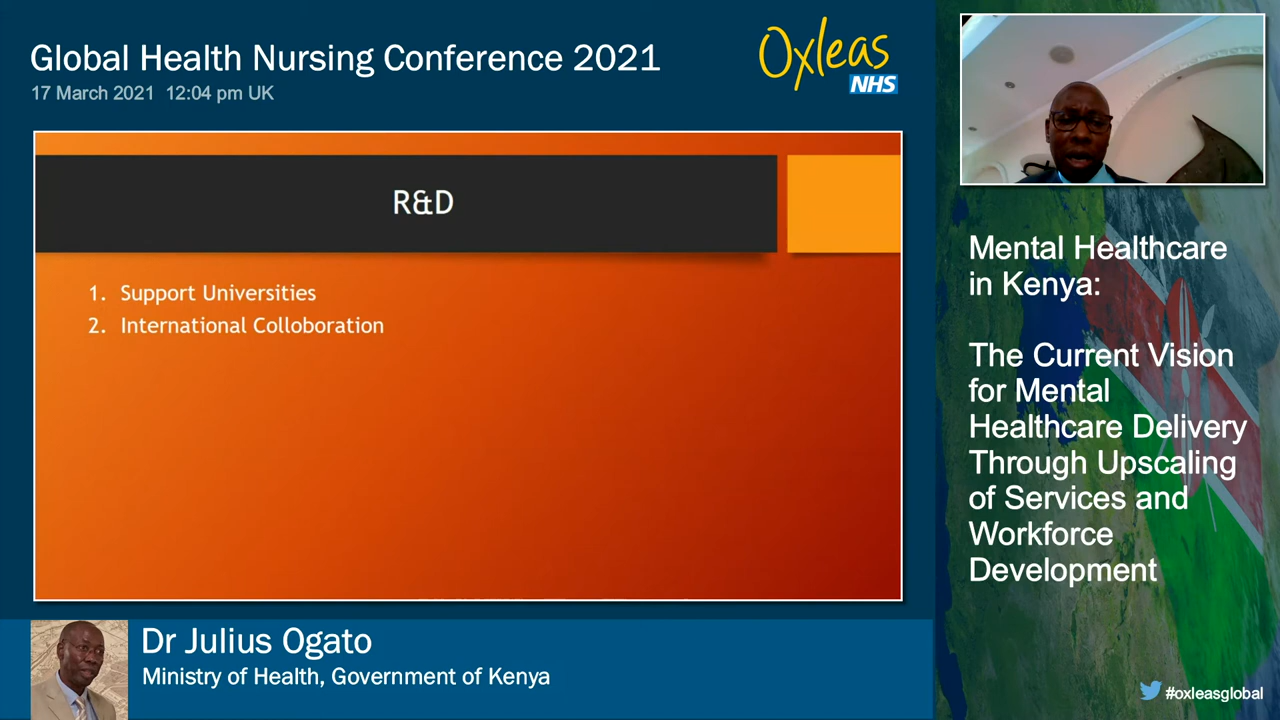 Global Health Nursing Conference 2021
17 March 2021 12:04 pm UK
Oxleas
NHS
R&D
1. Support Universities
2. International Colloboration
Mental Healthcare
in Kenya:
The Current Vision
for Mental
Healthcare Delivery
Through Upscaling
of Services and
Workforce
Development
Dr Julius Ogato
Ministry of Health, Government of Kenya
#oxleasglobal